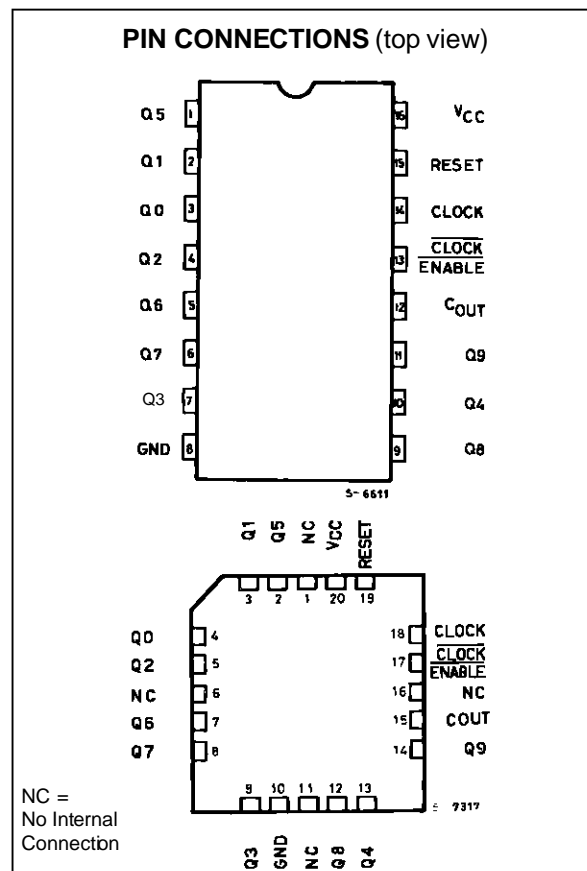 PIN CONNECTIONS (top view)
Q5 1 16 VCC
Q1 2 15 RESET
Q0 3 14 CLOCK
Q2 4 13 CLOCK ENABLE
Q6 5 12 COUT
Q7 6 11 Q9
Q3 7 10 Q4
GND 8 9 Q8
S-6611
Q1 Q5 NC VCC RESET
3 2 1 20 19
Q0 4 18 CLOCK
Q2 5 17 CLOCK ENABLE
NC 6 16 NC
Q6 7 15 COUT
Q7 8 14 Q9
9 10 11 12 13
7317
Q3 GND NC Q8 Q4
NC =
No Internal
Connection